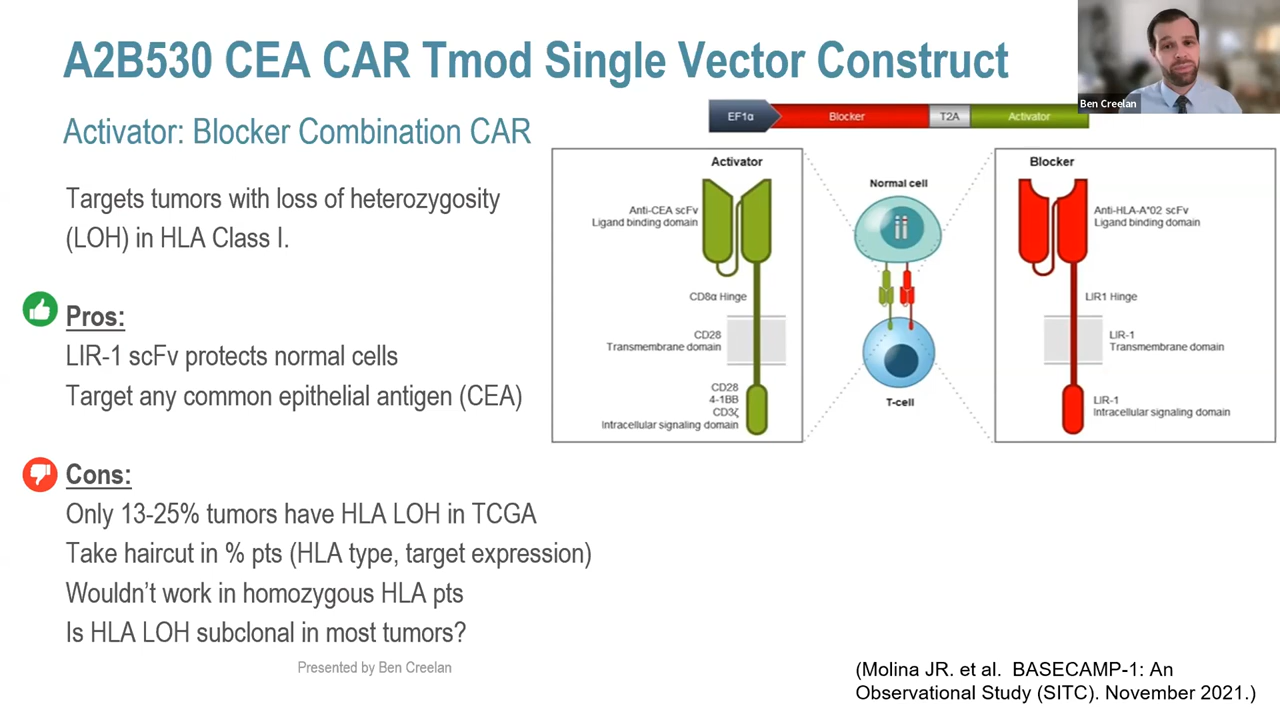 A2B530 CEA CAR Tmod Single Vector Construct
Ben Creelan
Activator: Blocker Combination CAR
EF1α
Blocker
T2A
Activator
Targets tumors with loss of heterozygosity
(LOH) in HLA Class I.
Pros:
LIR-1 scFv protects normal cells
Target any common epithelial antigen (CEA)
Cons:
Only 13-25% tumors have HLA LOH in TCGA
Take haircut in % pts (HLA type, target expression)
Wouldn't work in homozygous HLA pts
Is HLA LOH subclonal in most tumors?
Activator
Anti-CEA scFv
Ligand binding domain
CD8α Hinge
CD28
Transmembrane domain
CD28
4-1BB
CD3ζ
Intracellular signaling domain
Normal cell
T-cell
Blocker
Anti-HLA-A*02 scFv
Ligand binding domain
LIR1 Hinge
LIR-1
Transmembrane domain
LIR-1
Intracellular signaling domain
Presented by Ben Creelan
(Molina JR. et al. BASECAMP-1: An
Observational Study (SITC). November 2021.)